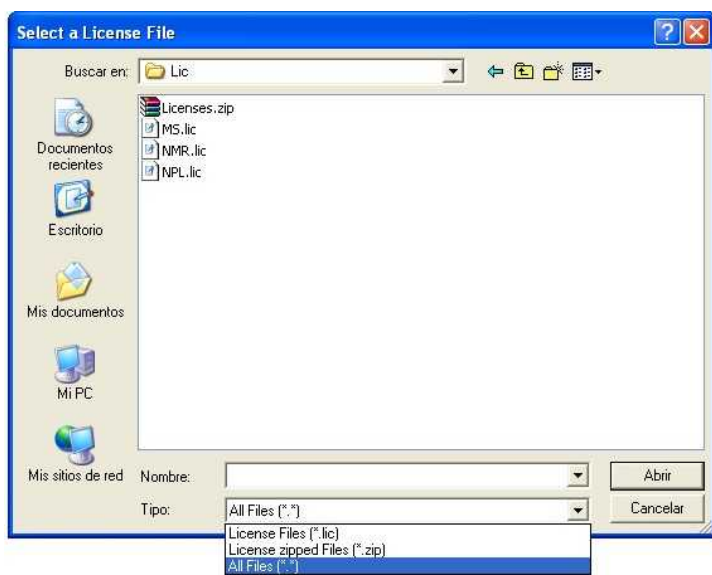 Select a License File
Buscar en: Lic
Licenses.zip
MS.lic
NMR.lic
NPL.lic
Documentos
recientes
Escritorio
Mis documentos
Mi PC
Mis sitios de red
Nombre:
Abrir
Tipo: All Files (*.*)
Cancelar
License Files (*.lic)
License zipped Files (*.zip)
All Files (*.*)